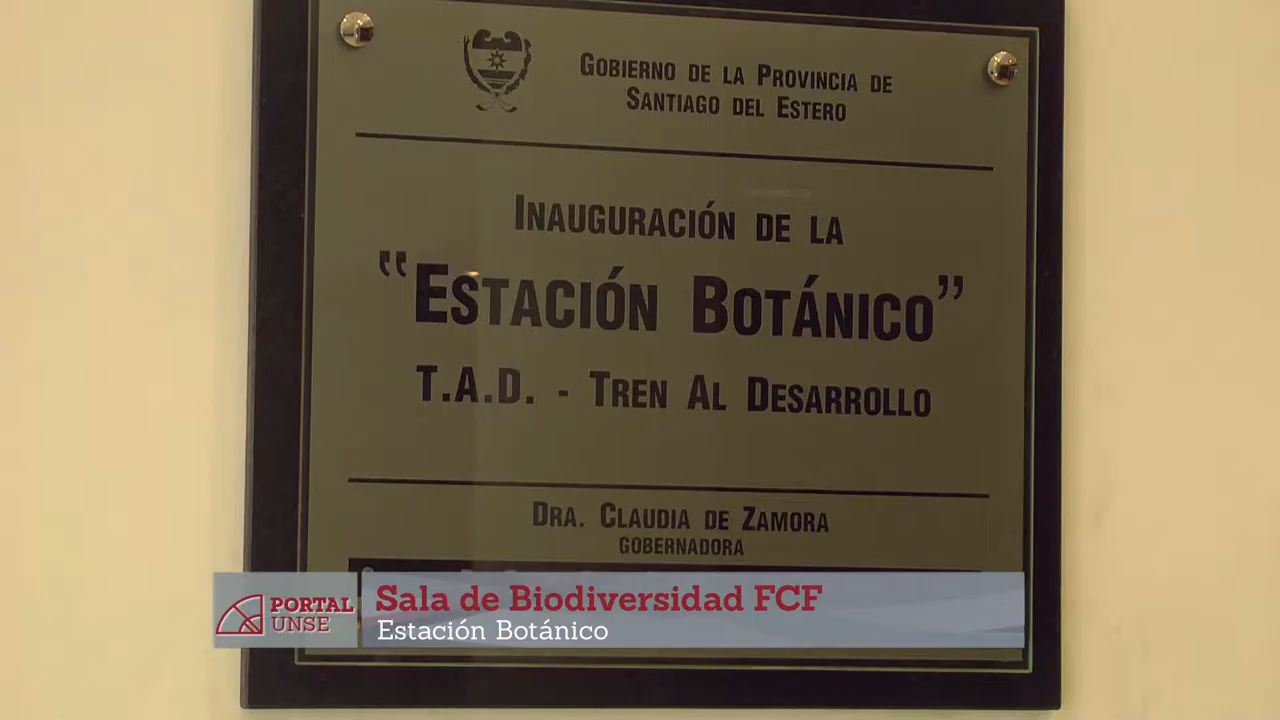 GOBIERNO DE LA PROVINCIA DE
SANTIAGO DEL ESTERO
INAUGURACIÓN DE LA
"ESTACIÓN BOTÁNICO"
T.A.D. - TREN AL DESARROLLO
DRA. CLAUDIA DE ZAMORA
GOBERNADORA
PORTAL
UNSE
Sala de Biodiversidad FCF
Estación Botánico